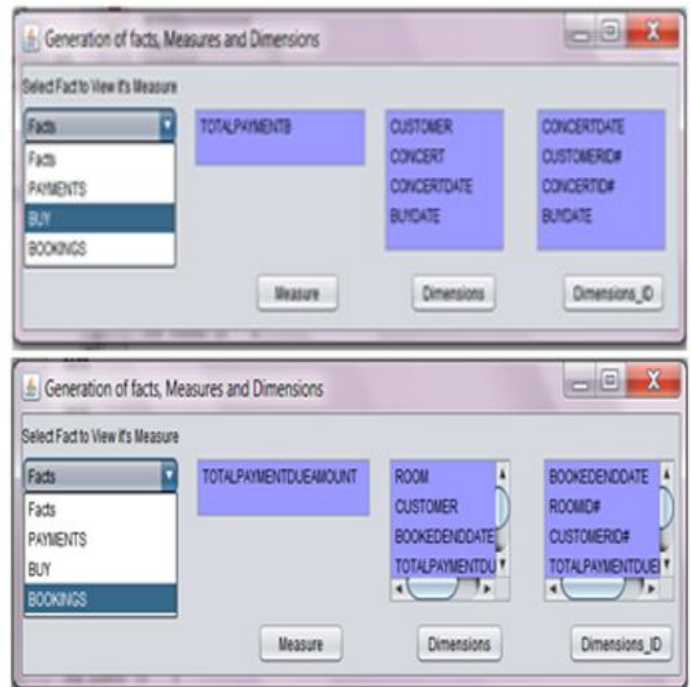 Generation of facts, Measures and Dimensions
Select Fact to View it's Measure
Facts
Facts
PAYMENTS
BUY
BOOKINGS
TOTALPAYMENTB
CUSTOMER
CONCERT
CONCERTDATE
BUYDATE
CONCERTDATE
CUSTOMERID#
CONCERTID#
BUYDATE
Measure
Dimensions
Dimensions_ID
Generation of facts, Measures and Dimensions
Select Fact to View it's Measure
Facts
Facts
PAYMENTS
BUY
BOOKINGS
TOTALPAYMENTDUEAMOUNT
ROOM
CUSTOMER
BOOKEDENDDATE
TOTALPAYMENTDU
BOOKEDENDDATE
ROOMID#
CUSTOMERID#
TOTALPAYMENTDUE
Measure
Dimensions
Dimensions_ID